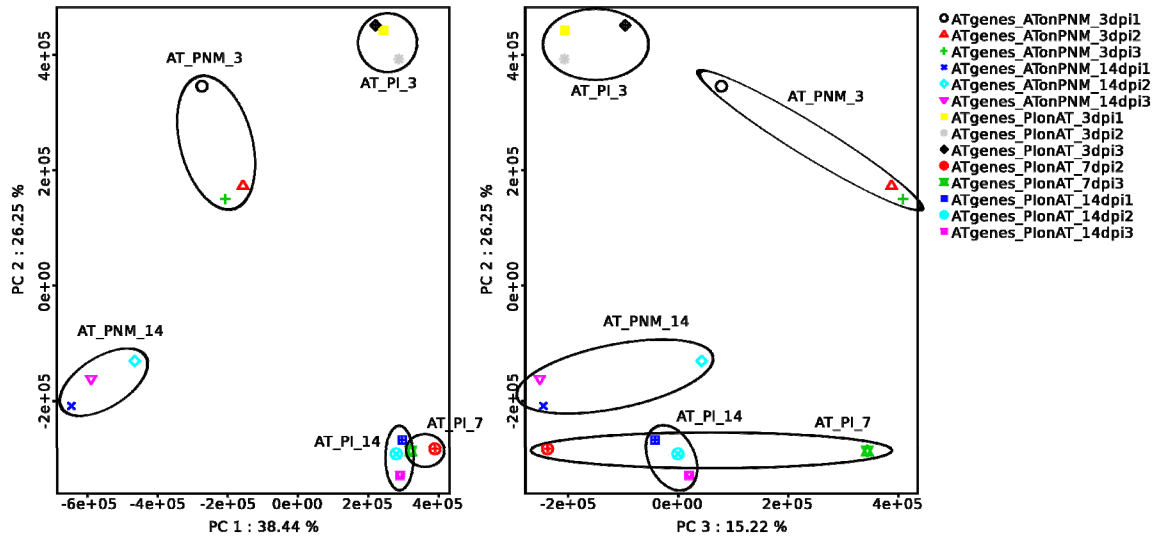 AT_PNM_3
AT_PI_3
AT_PNM_14
AT_PI_14
AT_PI_7
PC 2 : 26.25 %
4e+05
2e+05
0e+00
-2e+05
-6e+05
-4e+05
-2e+05
0e+00
2e+05
4e+05
PC 1 : 38.44 %
AT_PI_3
AT_PNM_3
AT_PNM_14
AT_PI_14
AT_PI_7
PC 2 : 26.25 %
4e+05
2e+05
0e+00
-2e+05
-2e+05
0e+00
2e+05
4e+05
PC 3 : 15.22 %
ATgenes_ATonPNM_3dpi1
ATgenes_ATonPNM_3dpi2
ATgenes_ATonPNM_3dpi3
ATgenes_ATonPNM_14dpi1
ATgenes_ATonPNM_14dpi2
ATgenes_ATonPNM_14dpi3
ATgenes_PIonAT_3dpi1
ATgenes_PIonAT_3dpi2
ATgenes_PIonAT_3dpi3
ATgenes_PIonAT_7dpi2
ATgenes_PIonAT_7dpi3
ATgenes_PIonAT_14dpi1
ATgenes_PIonAT_14dpi2
ATgenes_PIonAT_14dpi3